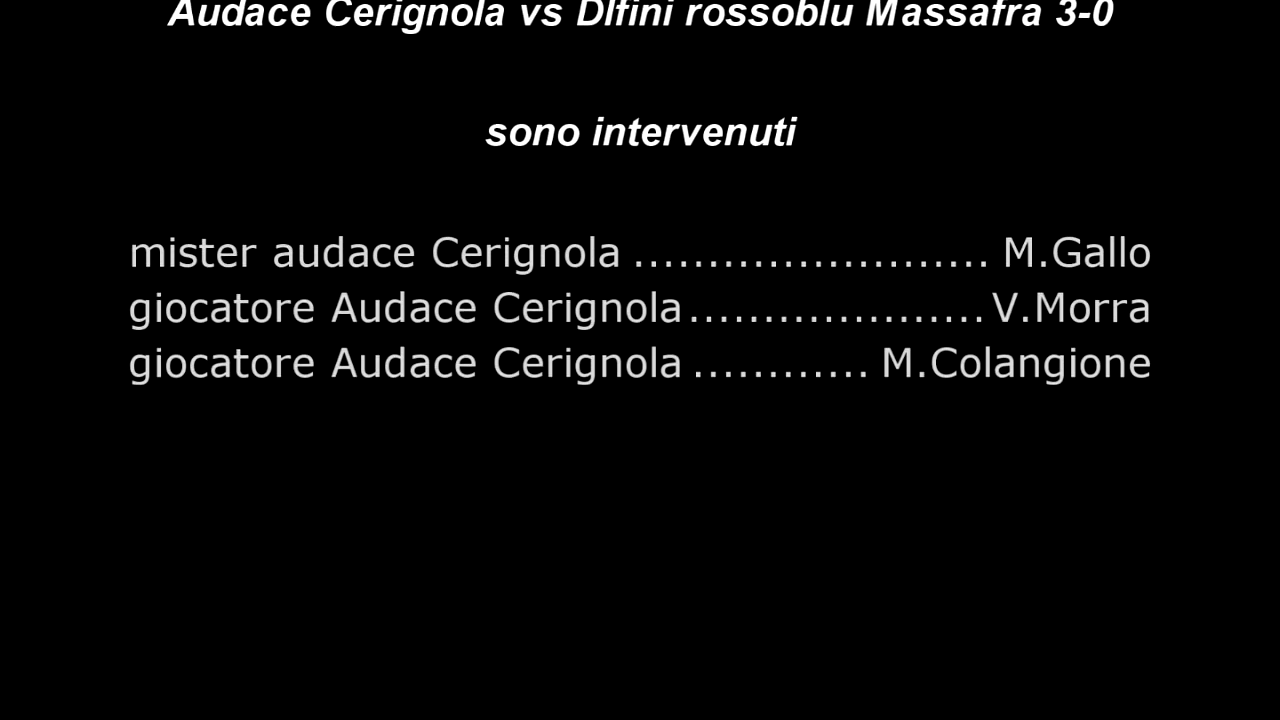 Audace Cerignola vs Dlfini rossoblu Massafra 3-0
sono intervenuti
mister audace Cerignola ........................ M.Gallo
giocatore Audace Cerignola.................... V.Morra
giocatore Audace Cerignola ............ M.Colangione